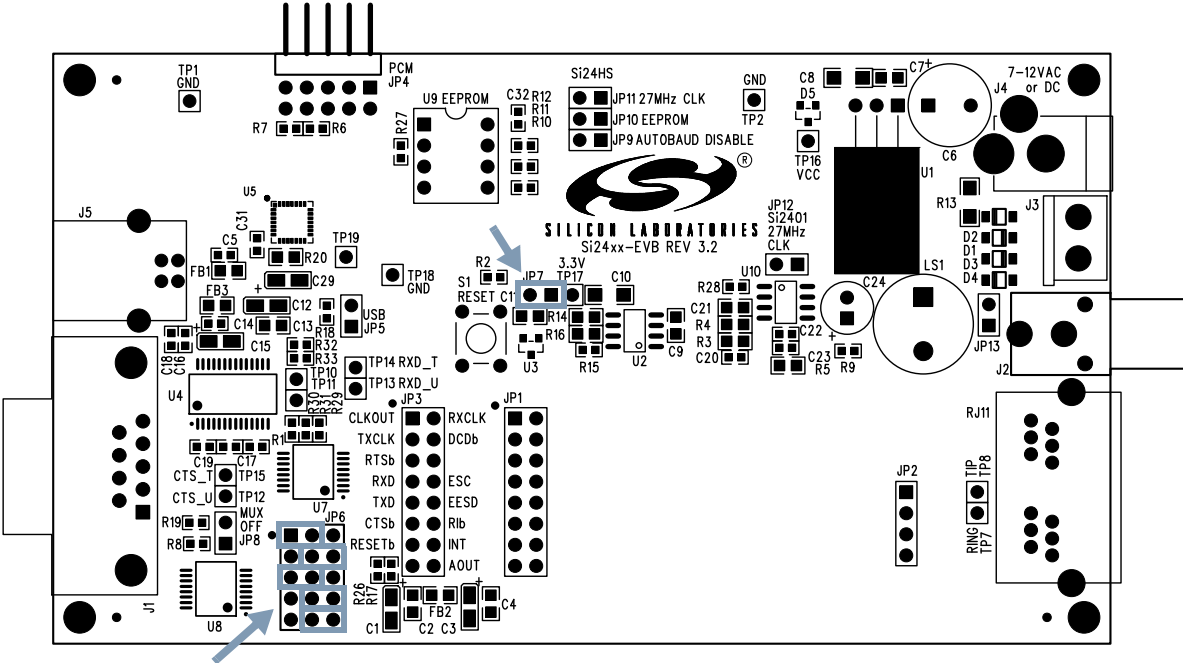 PCM
JP4
TP1
GND
R7
R6
U9 EEPROM
R27
C32
R12
R11
R10
Si24HS
JP11 27MHz CLK
JP10 EEPROM
JP9 AUTOBAUD DISABLE
GND
TP2
C8
D5
TP16
VCC
C7
+
C6
7-12VAC
or DC
J4
U1
R13
J3
D2
D1
D3
D4
®
SILICON LABORATORIES
Si24xx-EVB REV 3.2
JP12
Si2401
27MHz
CLK
U5
J5
C31
C5
FB1
R20
C29
TP19
TP18
GND
FB3
+
C12
C14
C13
+
C15
C18
C16
R18
R32
R33
USB
JP5
R2
S1
RESET
C11
JP7
3.3V
TP17
C10
R14
R16
R15
U3
U2
C9
U10
R28
C21
R4
R3
C20
C22
C23
R5
C24
+
R9
LS1
JP13
J2
TP10
TP11
TP14 RXD_T
TP13 RXD_U
U4
R30
R31
R29
R1
C19
C17
CTS_T
TP15
CTS_U
TP12
MUX
OFF
JP8
R19
R8
U7
JP6
U8
J1
JP3
JP1
CLKOUT
RXCLK
TXCLK
DCDb
RTSb
RXD
ESC
TXD
EESD
CTSb
RIb
RESETb
INT
AOUT
R26
R17
+
+
C1
C2
FB2
C3
C4
JP2
RJ11
TIP
TP8
RING
TP7